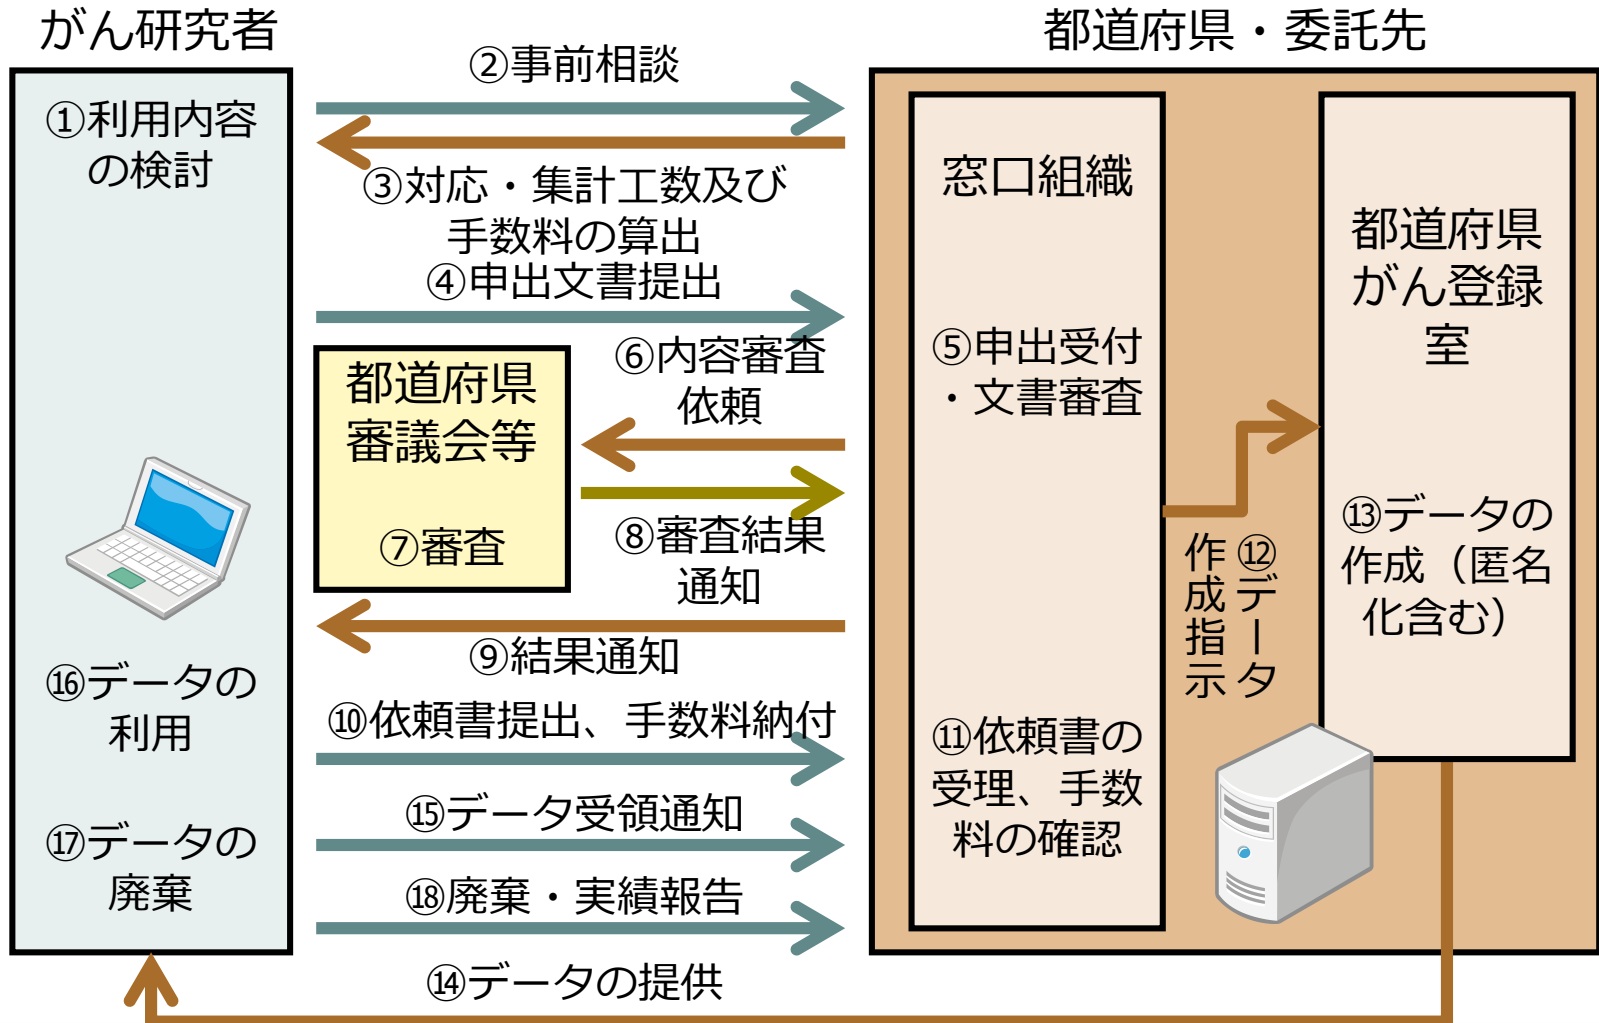 がん研究者
都道府県・委託先
①利用内容
の検討
②事前相談
③対応・集計工数及び
手数料の算出
④申出文書提出
窓口組織
⑤申出受付
・文書審査
⑥内容審査
依頼
都道府県
審議会等
⑦審査
⑧審査結果
通知
⑨結果通知
⑩依頼書提出、手数料納付
⑪依頼書の
受理、手数
料の確認
⑫データ
作成指示
都道府県
がん登録
室
⑬データの
作成（匿名
化含む）
⑭データの提供
⑮データ受領通知
⑯データの
利用
⑰データの
廃棄
⑱廃棄・実績報告